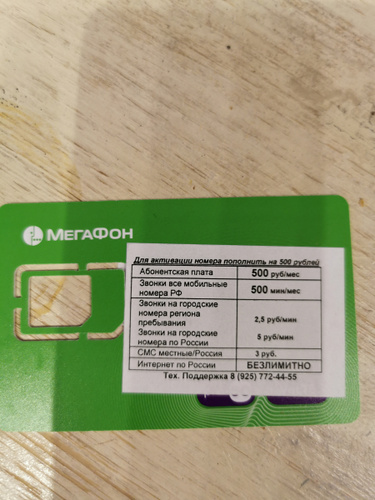 МегаФон
Для активации номера пополнить на 500 рублей
Абонентская плата 500 руб/мес
Звонки все мобильные
номера РФ 500 мин/мес
Звонки на городские
номера региона
пребывания 2,5 руб/мин
Звонки на городские
номера по России 5 руб/мин
СМС местные/Россия 3 руб.
Интернет по России БЕЗЛИМИТНО
Тех. Поддержка 8 (925) 772-44-55